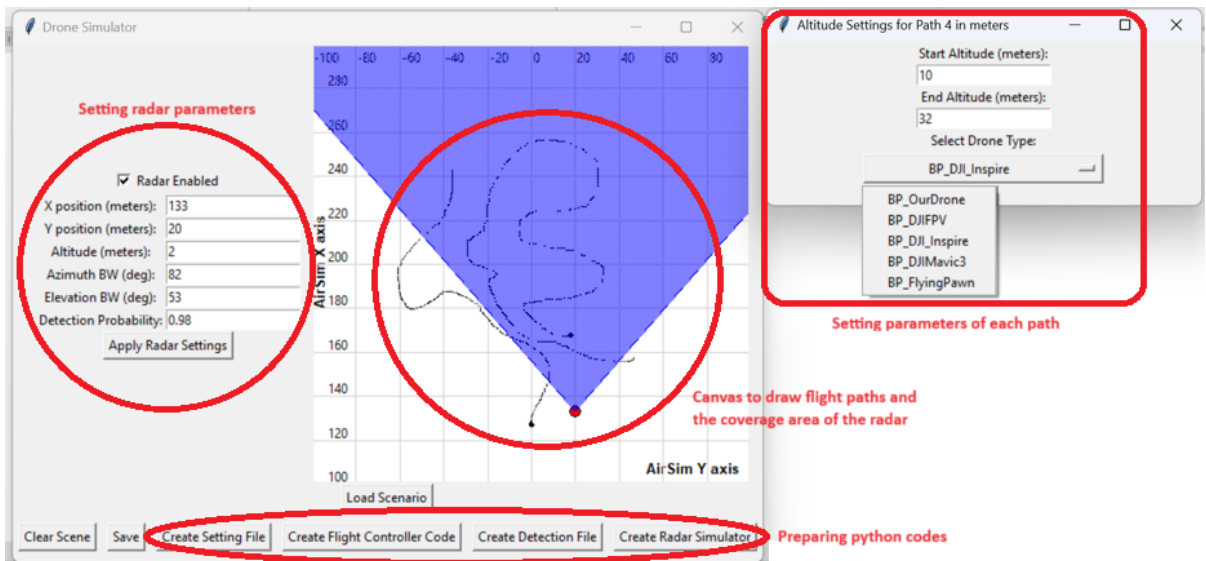 Drone Simulator
Setting radar parameters
Radar Enabled
X position (meters): 133
Y position (meters): 20
Altitude (meters): 2
Azimuth BW (deg): 82
Elevation BW (deg): 53
Detection Probability: 0.98
Apply Radar Settings
-100 -80 -60 -40 -20 0 20 40 60 80
280
260
240
220
200
180
160
140
120
100
AirSim X axis
AirSim Y axis
Load Scenario
Clear Scene Save Create Setting File Create Flight Controller Code Create Detection File Create Radar Simulator
Preparing python codes
Canvas to draw flight paths and
the coverage area of the radar
Altitude Settings for Path 4 in meters
Start Altitude (meters):
10
End Altitude (meters):
32
Select Drone Type:
BP_DJI_Inspire
BP_OurDrone
BP_DJIFPV
BP_DJI_Inspire
BP_DJIMavic3
BP_FlyingPawn
Setting parameters of each path